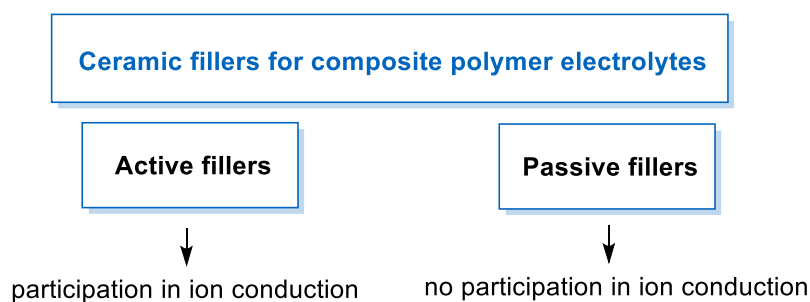 Ceramic fillers for composite polymer electrolytes
Active fillers
Passive fillers
participation in ion conduction
no participation in ion conduction